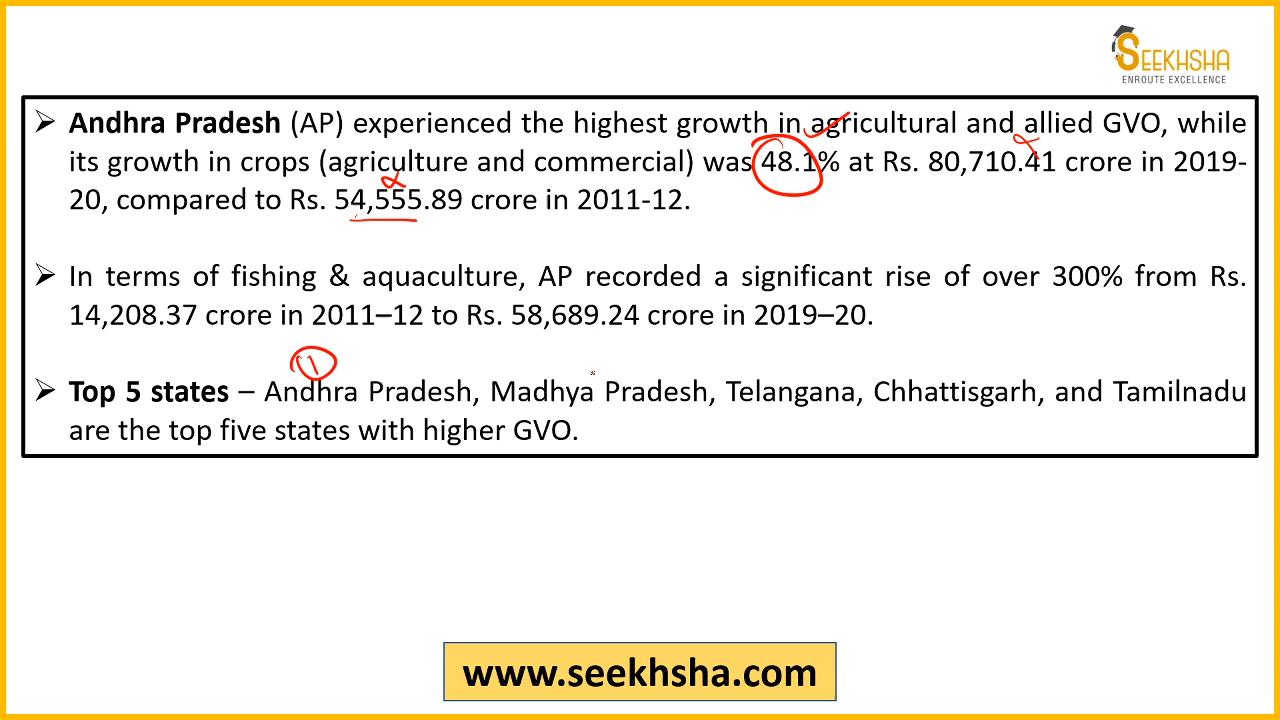 SEEKHSHA
ENROUTE EXCELLENCE
➢ Andhra Pradesh (AP) experienced the highest growth in agricultural and allied GVO, while
its growth in crops (agriculture and commercial) was 48.1% at Rs. 80,710.41 crore in 2019-
20, compared to Rs. 54,555.89 crore in 2011-12.
➢ In terms of fishing & aquaculture, AP recorded a significant rise of over 300% from Rs.
14,208.37 crore in 2011–12 to Rs. 58,689.24 crore in 2019–20.
1
➢ Top 5 states – Andhra Pradesh, Madhya Pradesh, Telangana, Chhattisgarh, and Tamilnadu
are the top five states with higher GVO.
www.seekhsha.com